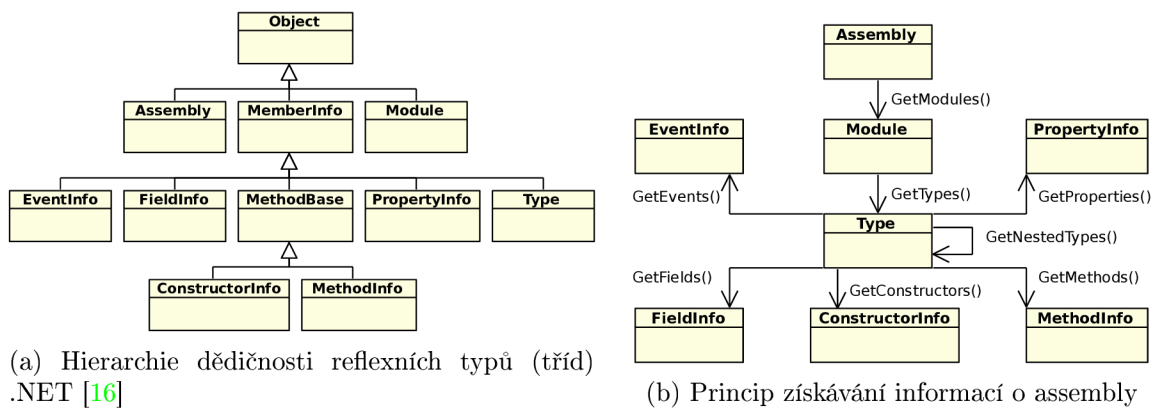 Object
Assembly
MemberInfo
Module
EventInfo
FieldInfo
MethodBase
PropertyInfo
Type
ConstructorInfo
MethodInfo
(a) Hierarchie dědičnosti reflexních typů (tříd)
.NET [16]
Assembly
GetModules()
EventInfo
Module
PropertyInfo
GetEvents()
GetTypes()
GetProperties()
Type
GetNestedTypes()
GetFields()
GetConstructors()
GetMethods()
FieldInfo
ConstructorInfo
MethodInfo
(b) Princip získávání informací o assembly